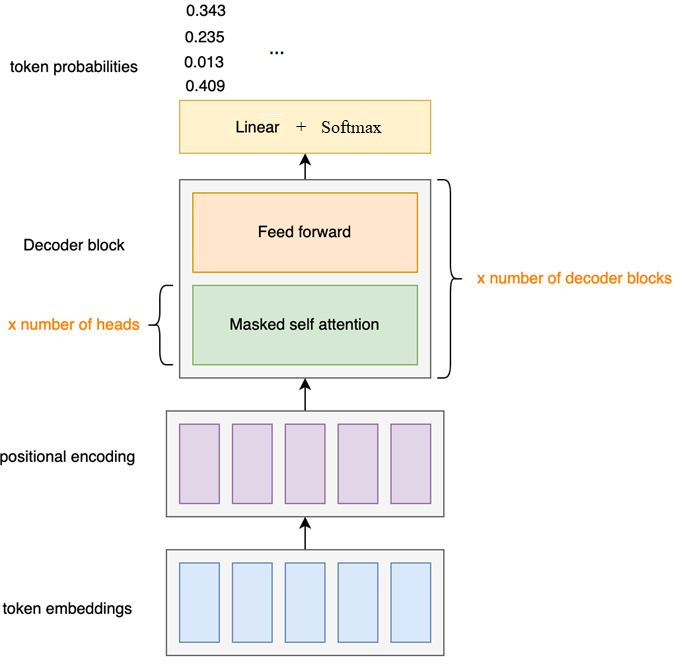 0.343
0.235
...
token probabilities
0.013
0.409
Linear + Softmax
Feed forward
Decoder block
x number of decoder blocks
x number of heads
Masked self attention
positional encoding
token embeddings